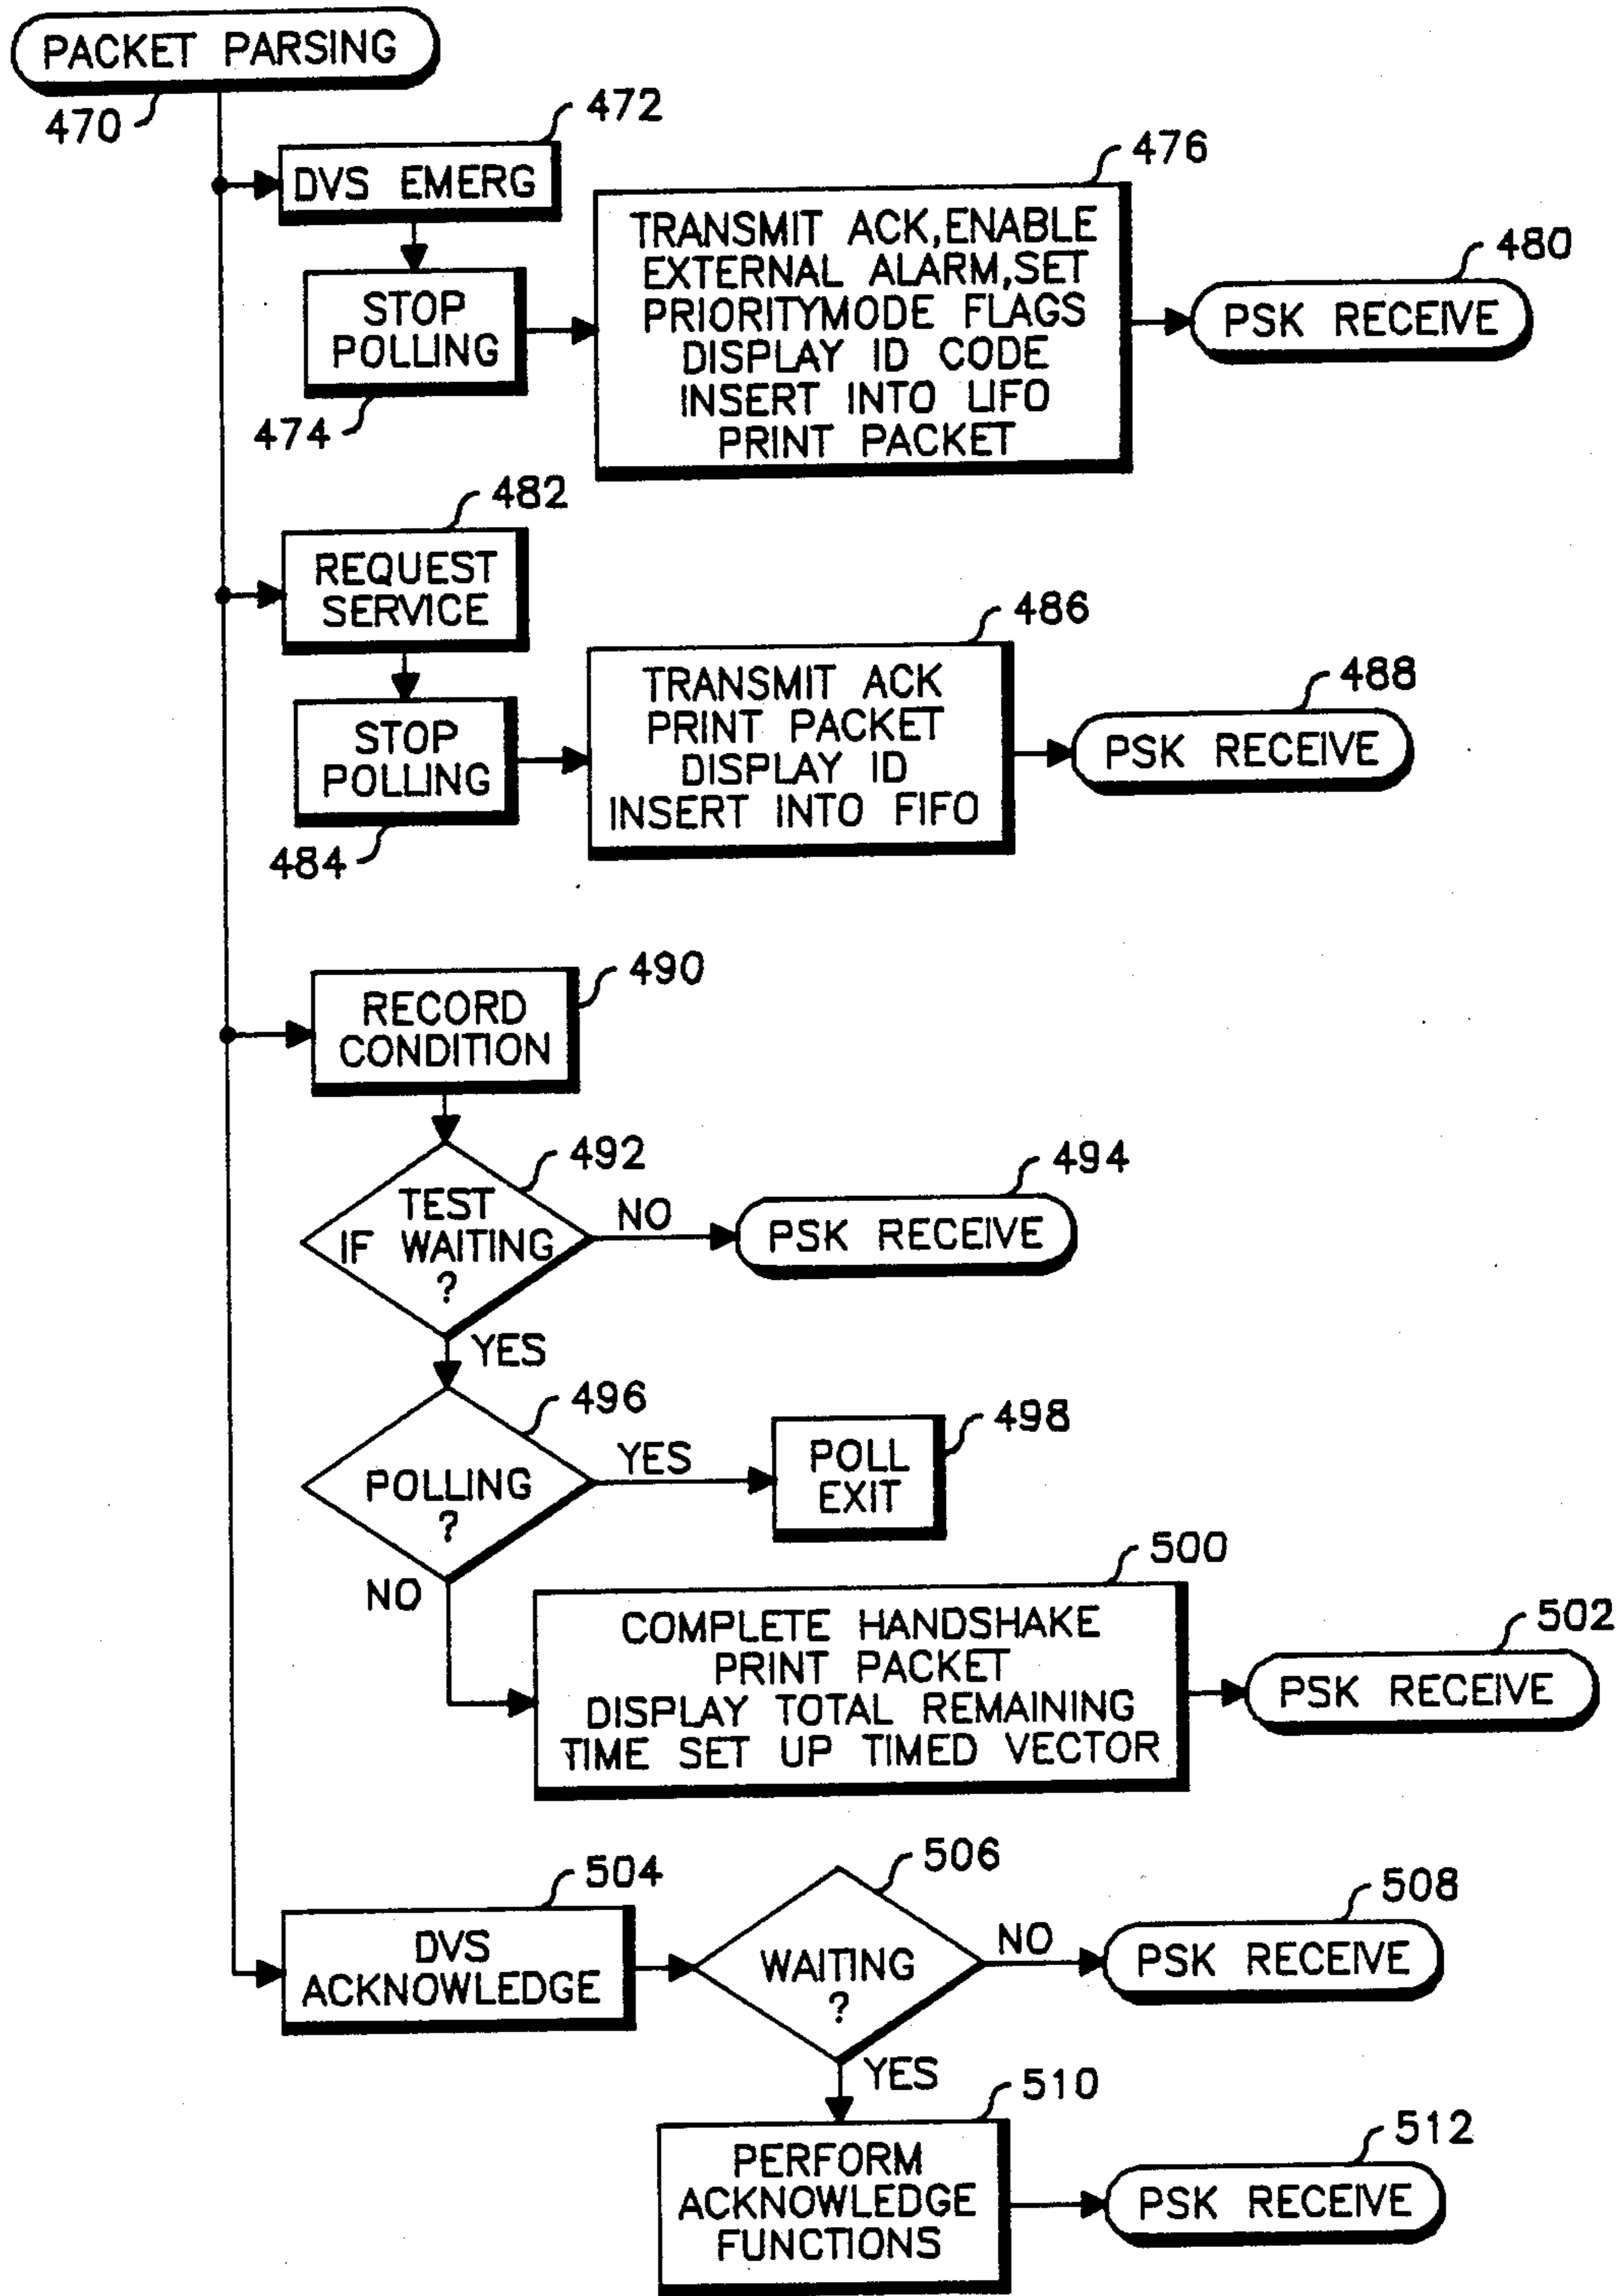 PACKET PARSING
470
472
DVS EMERG
476
STOP
POLLING
474
TRANSMIT ACK,ENABLE
EXTERNAL ALARM,SET
PRIORITYMODE FLAGS
DISPLAY ID CODE
INSERT INTO LIFO
PRINT PACKET
480
PSK RECEIVE
482
REQUEST
SERVICE
486
STOP
POLLING
484
TRANSMIT ACK
PRINT PACKET
DISPLAY ID
INSERT INTO FIFO
488
PSK RECEIVE
490
RECORD
CONDITION
492
TEST
IF WAITING
?
NO
494
PSK RECEIVE
YES
496
POLLING
?
YES
498
POLL
EXIT
NO
500
COMPLETE HANDSHAKE
PRINT PACKET
DISPLAY TOTAL REMAINING
TIME SET UP TIMED VECTOR
502
PSK RECEIVE
504
DVS
ACKNOWLEDGE
506
WAITING
?
NO
508
PSK RECEIVE
YES
510
PERFORM
ACKNOWLEDGE
FUNCTIONS
512
PSK RECEIVE